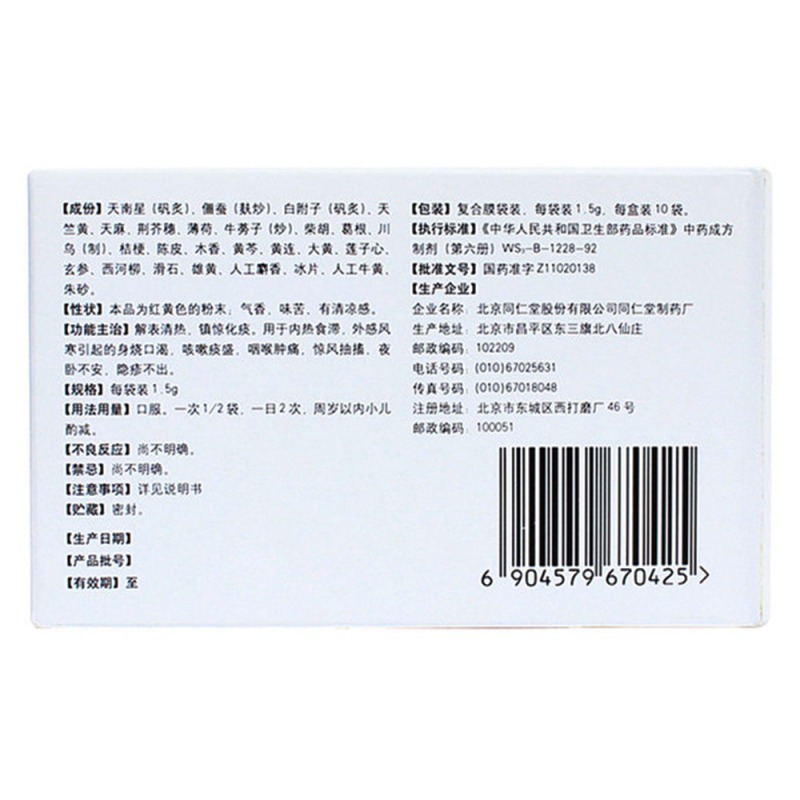 【成份】天南星（矾炙）、僵蚕（麸炒）、白附子（矾炙）、天
竺黄、天麻、荆芥穗、薄荷、牛蒡子（炒）、柴胡、葛根、川
乌（制）、桔梗、陈皮、木香、黄芩、黄连、大黄、莲子心、
玄参、西河柳、滑石、雄黄、人工麝香、冰片、人工牛黄、
朱砂。
【性状】本品为红黄色的粉末；气香，味苦、有清凉感。
【功能主治】解表清热、镇惊化痰。用于内热食滞，外感风
寒引起的身烧口渴，咳嗽痰盛，咽喉肿痛，惊风抽搐，夜
卧不安，隐疹不出。
【规格】每袋装1.5g
【用法用量】口服。一次1/2袋，一日2次，周岁以内小儿
酌减。
【不良反应】尚不明确。
【禁忌】尚不明确。
【注意事项】详见说明书
【贮藏】密封。
【生产日期】
【产品批号】
【有效期】至
【包装】复合膜袋装，每袋装1.5g，每盒装10袋。
【执行标准】《中华人民共和国卫生部药品标准》中药成方
制剂（第六册）WS₃-B-1228-92
【批准文号】国药准字Z11020138
【生产企业】
企业名称：北京同仁堂股份有限公司同仁堂制药厂
生产地址：北京市昌平区东三旗北八仙庄
邮政编码：102209
电话号码：(010)67025631
传真号码：(010)67018048
注册地址：北京市东城区西打磨厂46号
邮政编码：100051
6 904579 670425 >